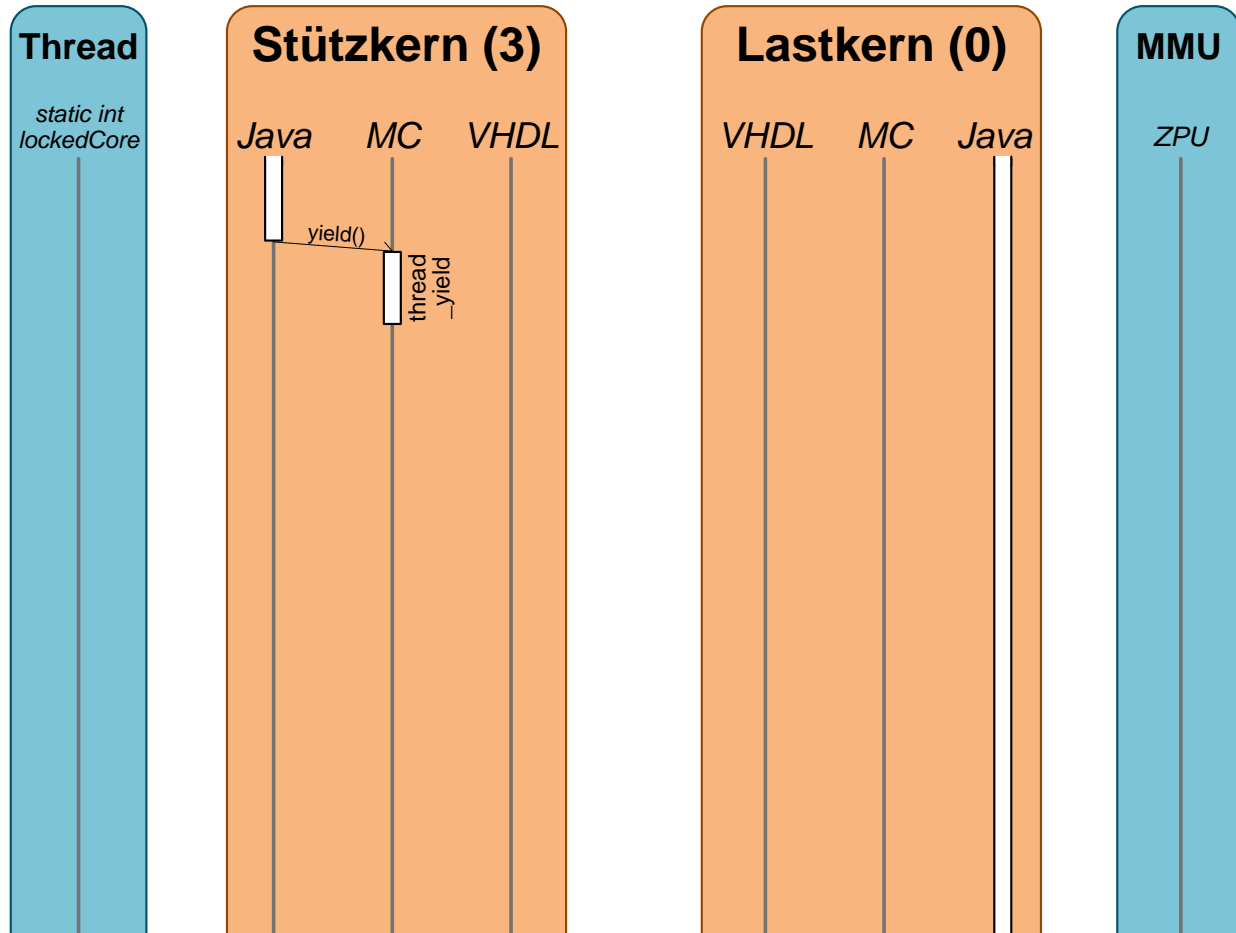 Thread
Stützkern (3)
Lastkern (0)
MMU
static int
lockedCore
Java
MC
VHDL
VHDL
MC
Java
ZPU
yield()
thread
_yield